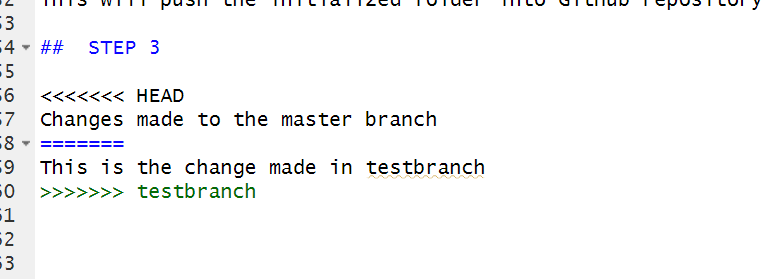 This will push the initialized folder into Github repository
53
54 ##  STEP 3
55
56 <<<<<<< HEAD
57 Changes made to the master branch
58 =======
59 This is the change made in testbranch
60 >>>>>>> testbranch
61
62
63